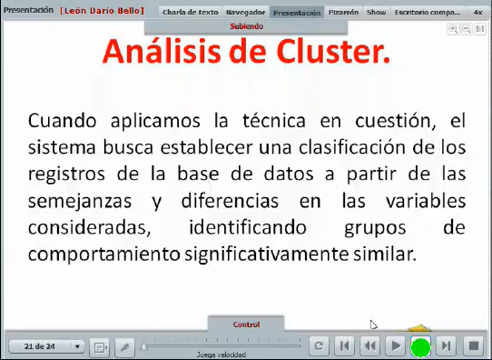 Presentación [León Darío Bello]
Charla de texto Navegador Presentación Pizarrón Show Escritorio compa... 4x
Subiendo
Análisis de Cluster.
Cuando aplicamos la técnica en cuestión, el
sistema busca establecer una clasificación de los
registros de la base de datos a partir de las
semejanzas y diferencias en las variables
consideradas, identificando grupos de
comportamiento significativamente similar.
Control
21 de 24
Juega velocidad